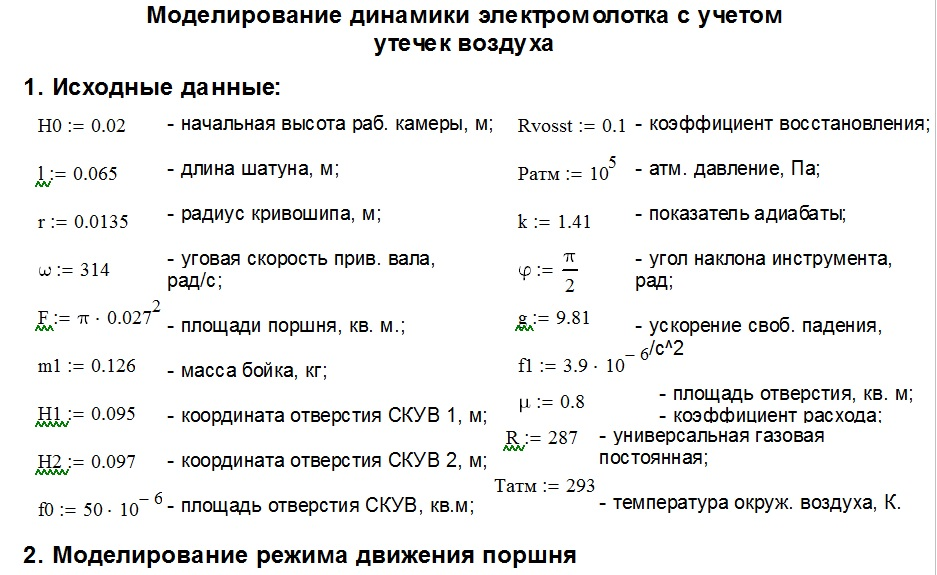 Моделирование динамики электромолотка с учетом
утечек воздуха
1. Исходные данные:
H0 := 0.02 - начальная высота раб. камеры, м;
l := 0.065 - длина шатуна, м;
r := 0.0135 - радиус кривошипа, м;
ω := 314 - уговая скорость прив. вала,
рад/с;
F := π · 0.027² - площади поршня, кв. м.;
m1 := 0.126 - масса бойка, кг;
H1 := 0.095 - координата отверстия СКУВ 1, м;
H2 := 0.097 - координата отверстия СКУВ 2, м;
f0 := 50 · 10⁻⁶ - площадь отверстия СКУВ, кв.м;
Rvosst := 0.1 - коэффициент восстановления;
Pатм := 10⁵ - атм. давление, Па;
k := 1.41 - показатель адиабаты;
φ := π/2 - угол наклона инструмента,
рад;
g := 9.81 - ускорение своб. падения,
/с^2
f1 := 3.9 · 10⁻⁶ - площадь отверстия, кв. м;
μ := 0.8 - коэффициент расхода;
R := 287 - универсальная газовая
постоянная;
Tатм := 293 - температура окруж. воздуха, К.
2. Моделирование режима движения поршня